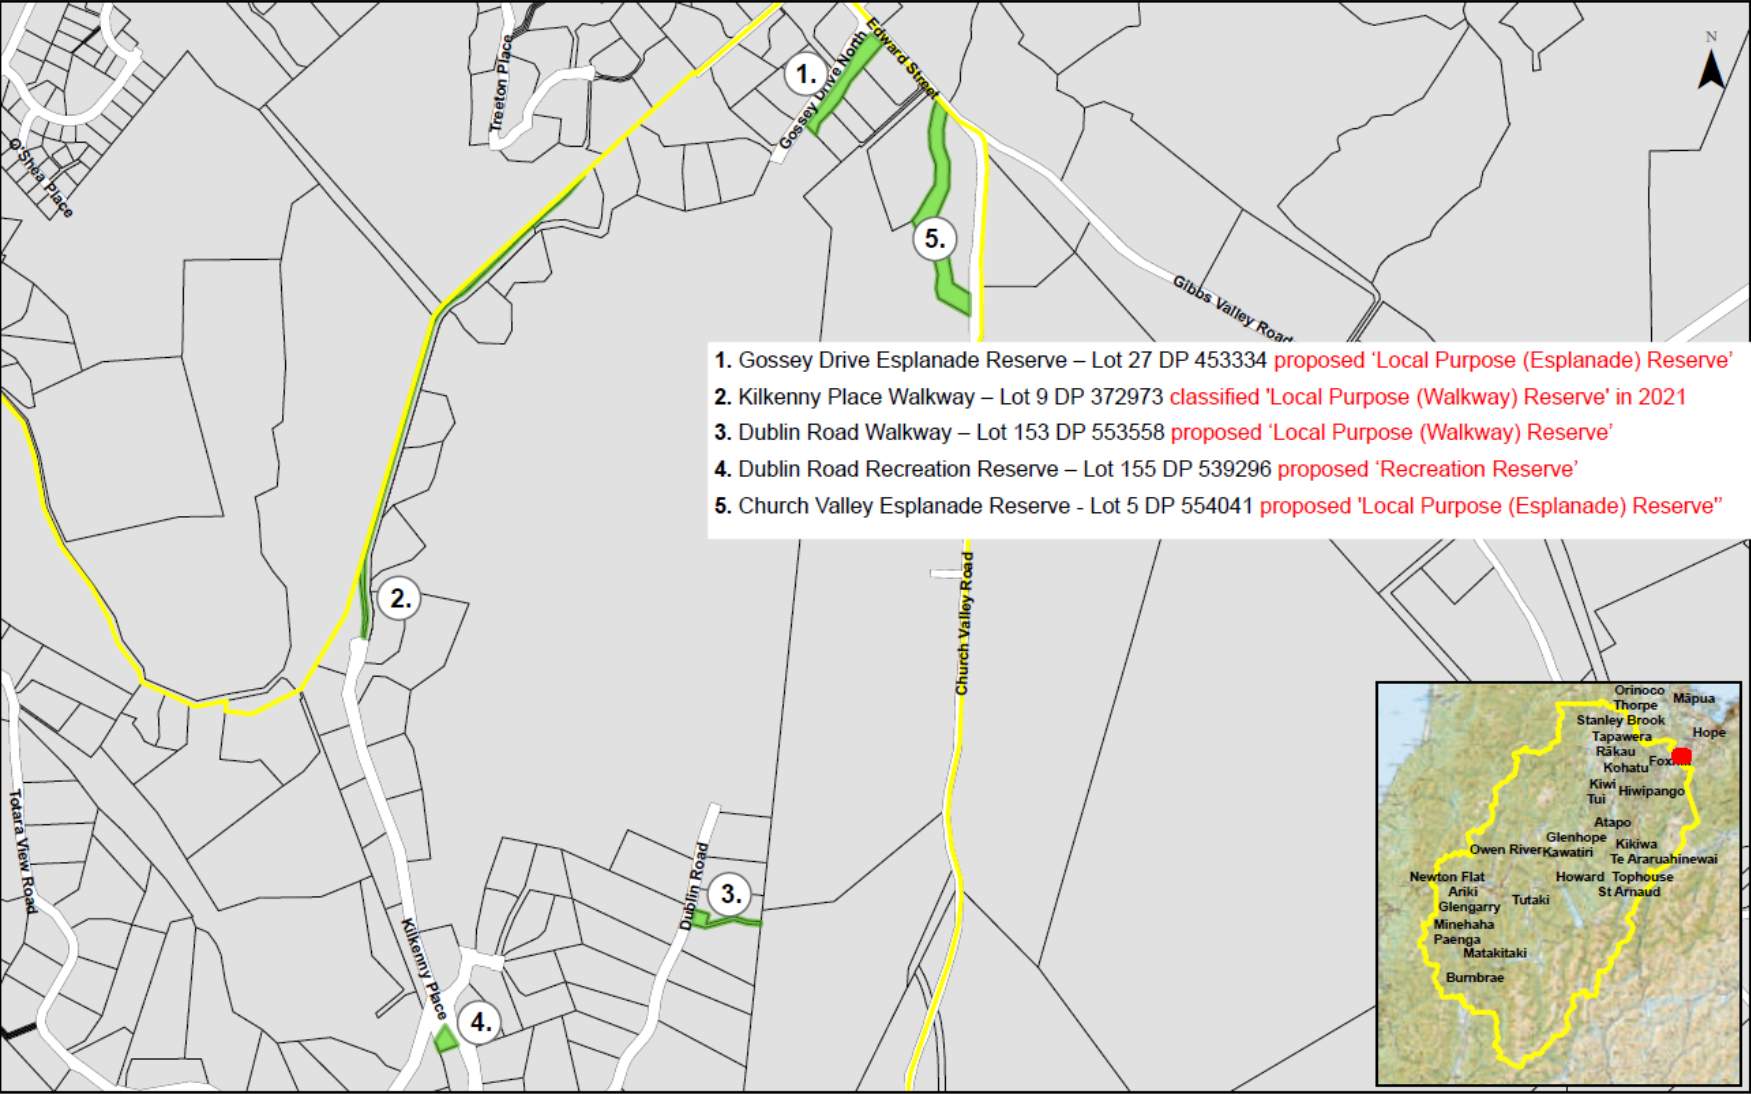 N
Edward Street
1.
Gossey Drive North
Treeton Place
O'Shea Place
5.
Gibbs Valley Road
1. Gossey Drive Esplanade Reserve – Lot 27 DP 453334 proposed ‘Local Purpose (Esplanade) Reserve’
2. Kilkenny Place Walkway – Lot 9 DP 372973 classified 'Local Purpose (Walkway) Reserve' in 2021
3. Dublin Road Walkway – Lot 153 DP 553558 proposed ‘Local Purpose (Walkway) Reserve’
4. Dublin Road Recreation Reserve – Lot 155 DP 539296 proposed ‘Recreation Reserve’
5. Church Valley Esplanade Reserve - Lot 5 DP 554041 proposed 'Local Purpose (Esplanade) Reserve''
2.
Church Valley Road
Totara View Road
Dublin Road
3.
Kilkenny Place
4.
Orinoco
Māpua
Thorpe
Stanley Brook
Hope
Tapawera
Rākau
Kohatu
Kiwi
Hiwipango
Tui
Atapo
Glenhope
Kikiwa
Owen River
Kawatiri
Te Araruahinewai
Newton Flat
Howard
Tophouse
Ariki
St Arnaud
Tutaki
Glengarry
Minehaha
Paenga
Matakitaki
Burnbrae